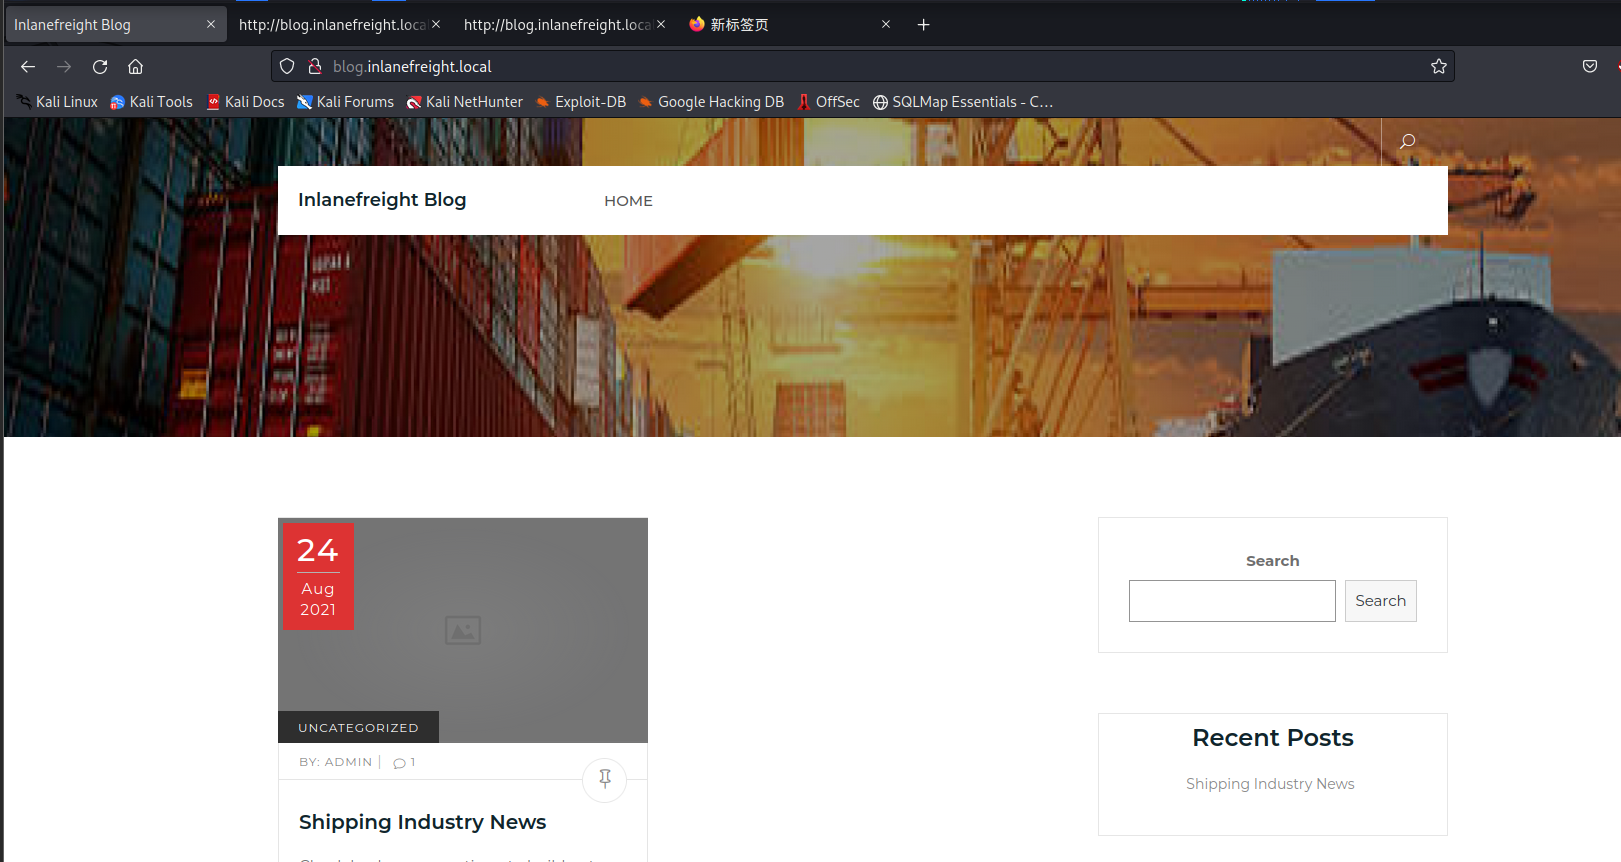 Inlanefreight Blog
http://blog.inlanefreight.loca
http://blog.inlanefreight.loca
新标签页
blog.inlanefreight.local
Kali Linux
Kali Tools
Kali Docs
Kali Forums
Kali NetHunter
Exploit-DB
Google Hacking DB
OffSec
SQLMap Essentials - C…
Inlanefreight Blog
HOME
24
Aug
2021
UNCATEGORIZED
BY: ADMIN
1
Shipping Industry News
Search
Search
Recent Posts
Shipping Industry News